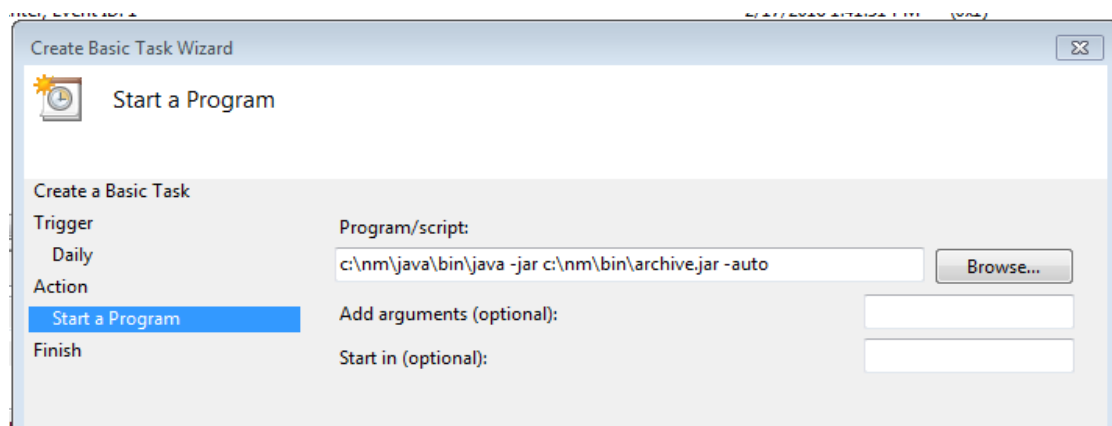 Create Basic Task Wizard
Start a Program
Create a Basic Task
Trigger
Program/script:
Daily
c:\nm\java\bin\java -jar c:\nm\bin\archive.jar -auto
Browse...
Action
Start a Program
Add arguments (optional):
Finish
Start in (optional):